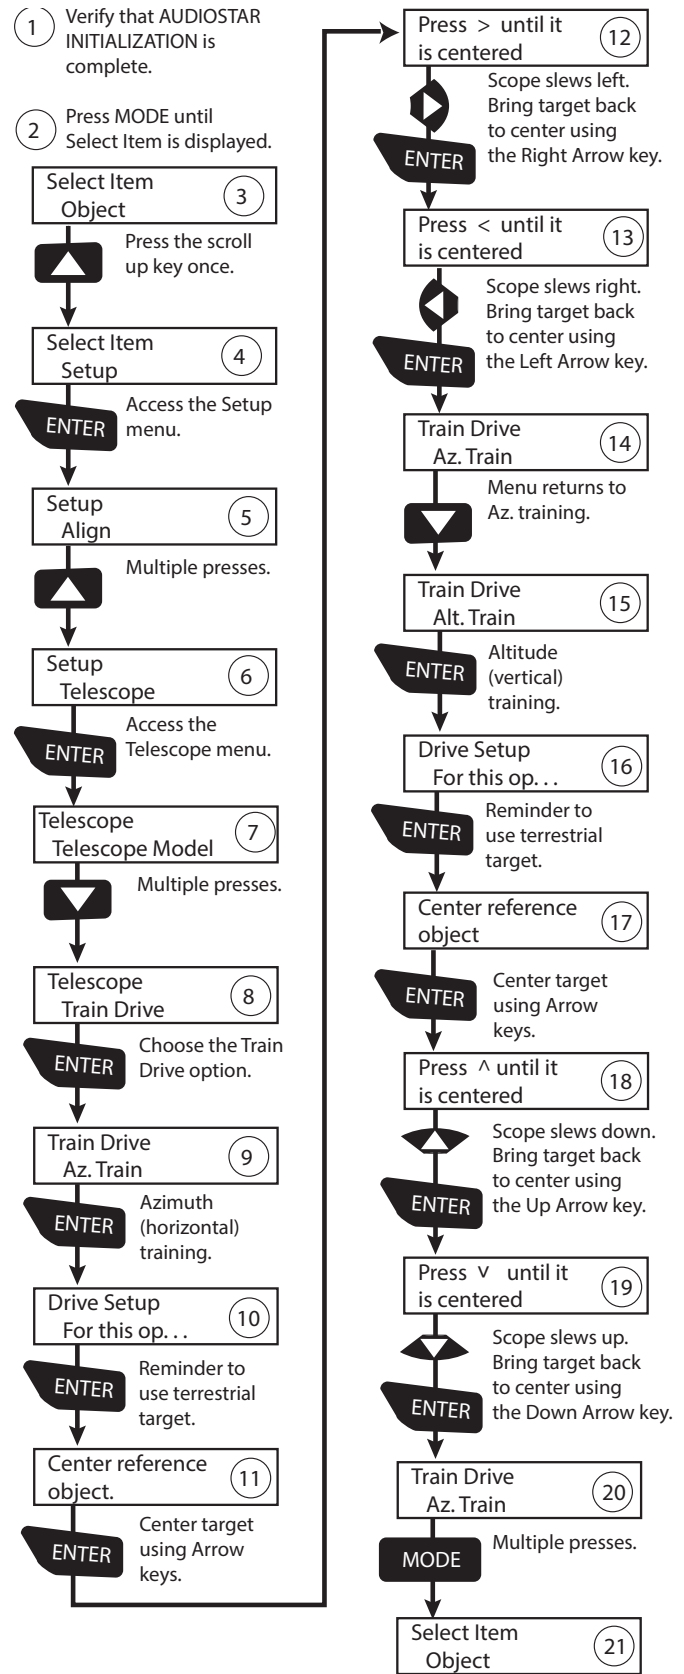 1 Verify that AUDIOSTAR
INITIALIZATION is
complete.
2 Press MODE until
Select Item is displayed.
Select Item
Object
3
Press the scroll
up key once.
Select Item
Setup
4
ENTER
Access the Setup
menu.
Setup
Align
5
Multiple presses.
Setup
Telescope
6
ENTER
Access the
Telescope menu.
Telescope
Telescope Model
7
Multiple presses.
Telescope
Train Drive
8
ENTER
Choose the Train
Drive option.
Train Drive
Az. Train
9
ENTER
Azimuth
(horizontal)
training.
Drive Setup
For this op. . .
10
ENTER
Reminder to
use terrestrial
target.
Center reference
object.
11
ENTER
Center target
using Arrow
keys.
Press > until it
is centered
12
Scope slews left.
Bring target back
to center using
the Right Arrow key.
ENTER
Press < until it
is centered
13
Scope slews right.
Bring target back
to center using
the Left Arrow key.
ENTER
Train Drive
Az. Train
14
Menu returns to
Az. training.
Train Drive
Alt. Train
15
ENTER
Altitude
(vertical)
training.
Drive Setup
For this op. . .
16
ENTER
Reminder to
use terrestrial
target.
Center reference
object
17
ENTER
Center target
using Arrow
keys.
Press ^ until it
is centered
18
Scope slews down.
Bring target back
to center using
the Up Arrow key.
ENTER
Press v until it
is centered
19
Scope slews up.
Bring target back
to center using
the Down Arrow key.
ENTER
Train Drive
Az. Train
20
MODE
Multiple presses.
Select Item
Object
21